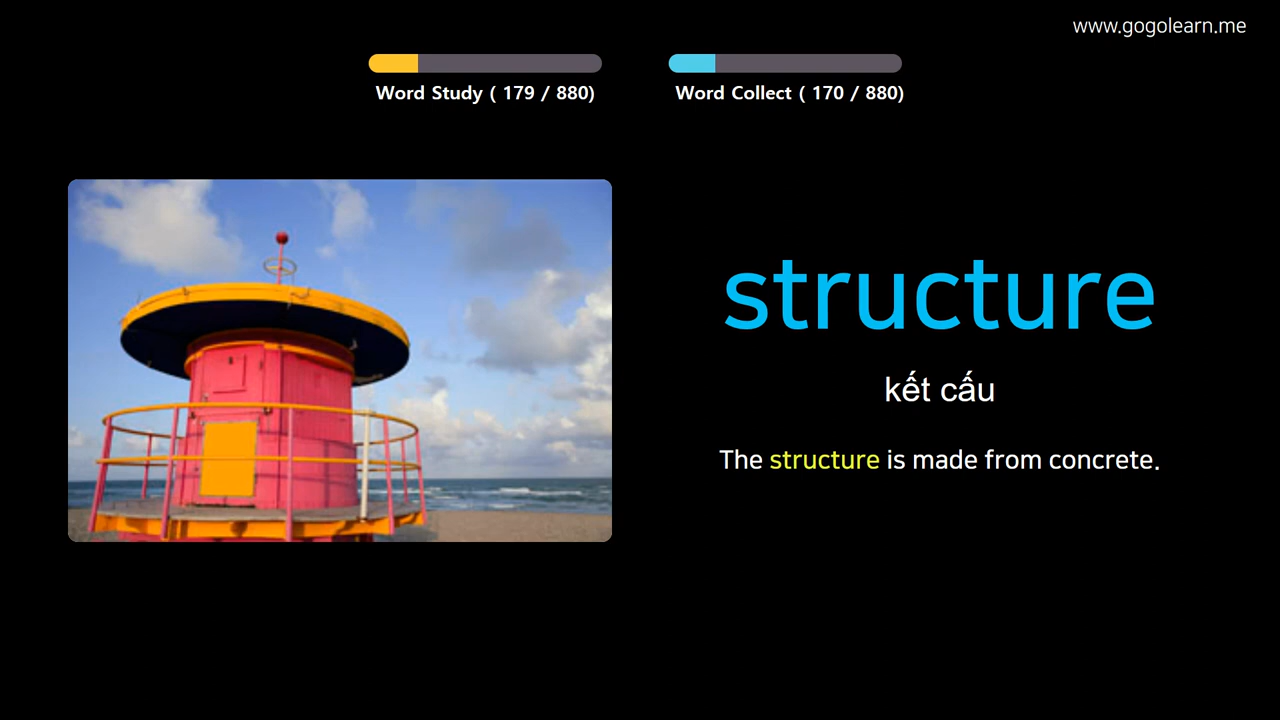 www.gogolearn.me
Word Study ( 179 / 880)
Word Collect ( 170 / 880)
structure
kết cấu
The structure is made from concrete.